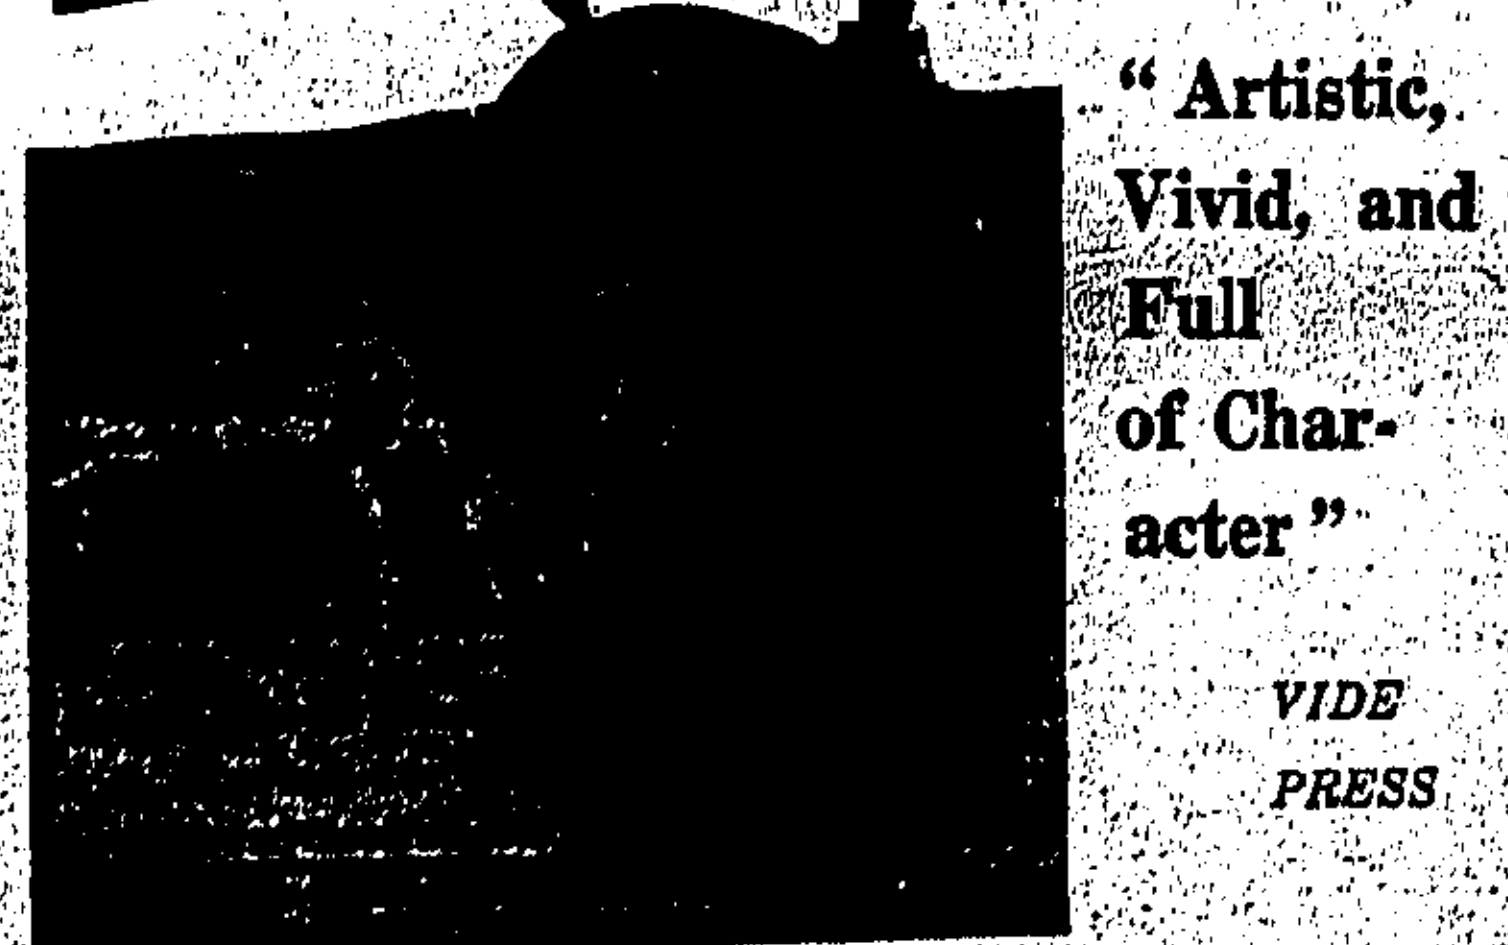 “ Artistic,
Vivid, and
Full
of Char-
acter ”
VIDE
PRESS